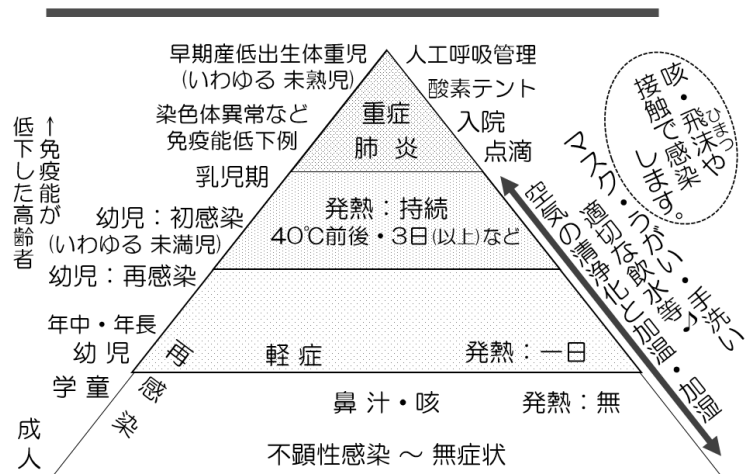 早期産低出生体重児
(いわゆる 未熟児)
染色体異常など
免疫能低下例
乳児期
幼児：初感染
(いわゆる 未満児)
幼児：再感染
年中・年長
幼児
学童
成人
再感染
←免疫能が
低下した高齢者
重症
肺炎
発熱：持続
40℃前後・3日(以上)など
軽症
発熱：一日
鼻汁・咳
発熱：無
不顕性感染 ～ 無症状
人工呼吸管理
酸素テント
入院
点滴
咳・飛沫や
ひまつ
接触で感染
します。
マスク・うがい・手洗い
適切な飲水等♪
空気の清浄化と加温・加湿